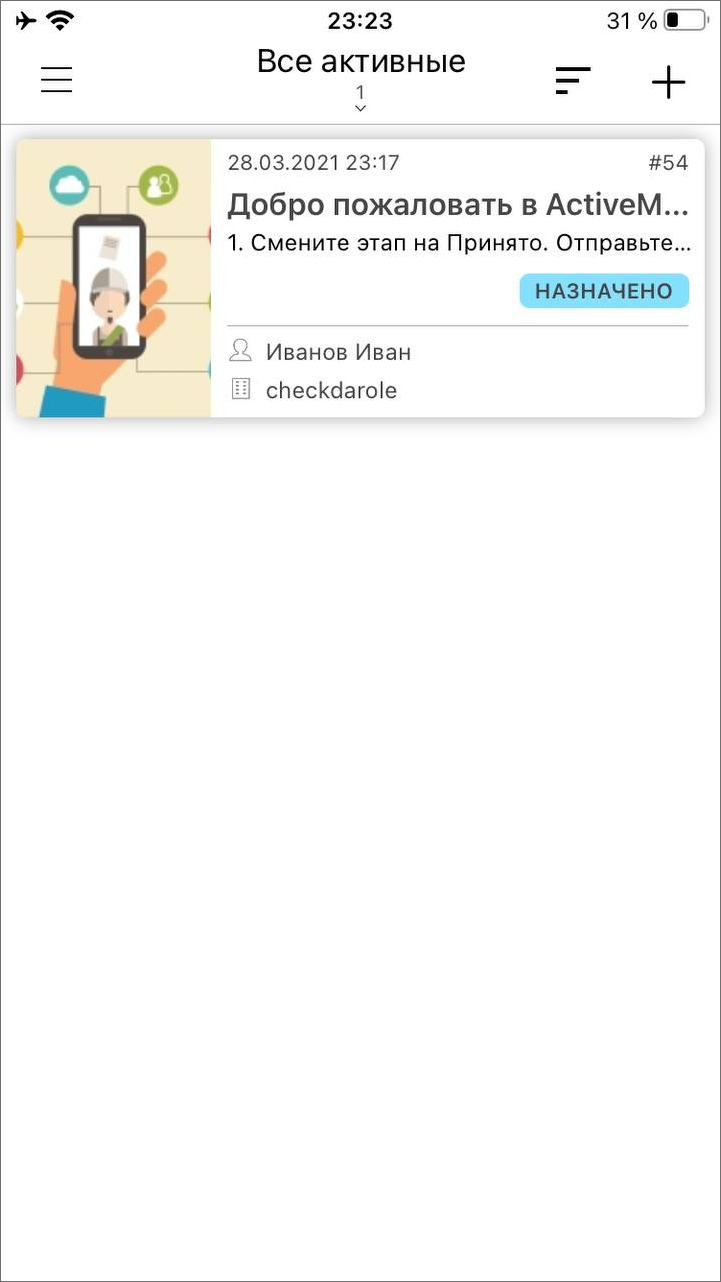 23:23
31 %
Все активные
1
28.03.2021 23:17
#54
Добро пожаловать в ActiveM...
1. Смените этап на Принято. Отправьте...
НАЗНАЧЕНО
Иванов Иван
checkdarole